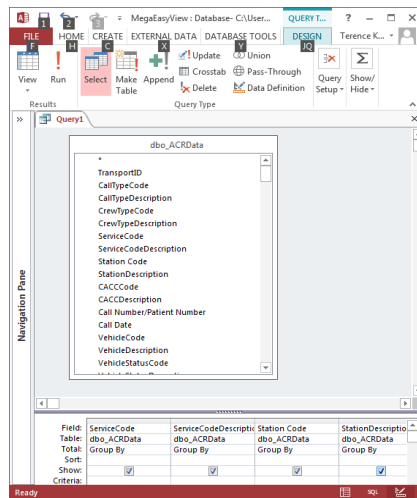 1 2 MegaEasyView : Database- C:\User... QUERY T... ? – □ ×
FILE HOME CREATE EXTERNAL DATA DATABASE TOOLS DESIGN Terence K...
F H C X Y JQ
View Run Select Make Table Append Update Crosstab Delete Union Pass-Through Data Definition Query Setup Show/ Hide
Results Query Type
» Query1 ×
dbo_ACRData
*
TransportID
CallTypeCode
CallTypeDescription
CrewTypeCode
CrewTypeDescription
ServiceCode
ServiceCodeDescription
Station Code
StationDescription
CACCCode
CACCDescription
Call Number/Patient Number
Call Date
VehicleCode
VehicleDescription
VehicleStatusCode
Navigation Pane
Field: ServiceCode ServiceCodeDescriptic Station Code StationDescriptio
Table: dbo_ACRData dbo_ACRData dbo_ACRData dbo_ACRData
Total: Group By Group By Group By Group By
Sort:
Show:
Criteria:
Ready SQL